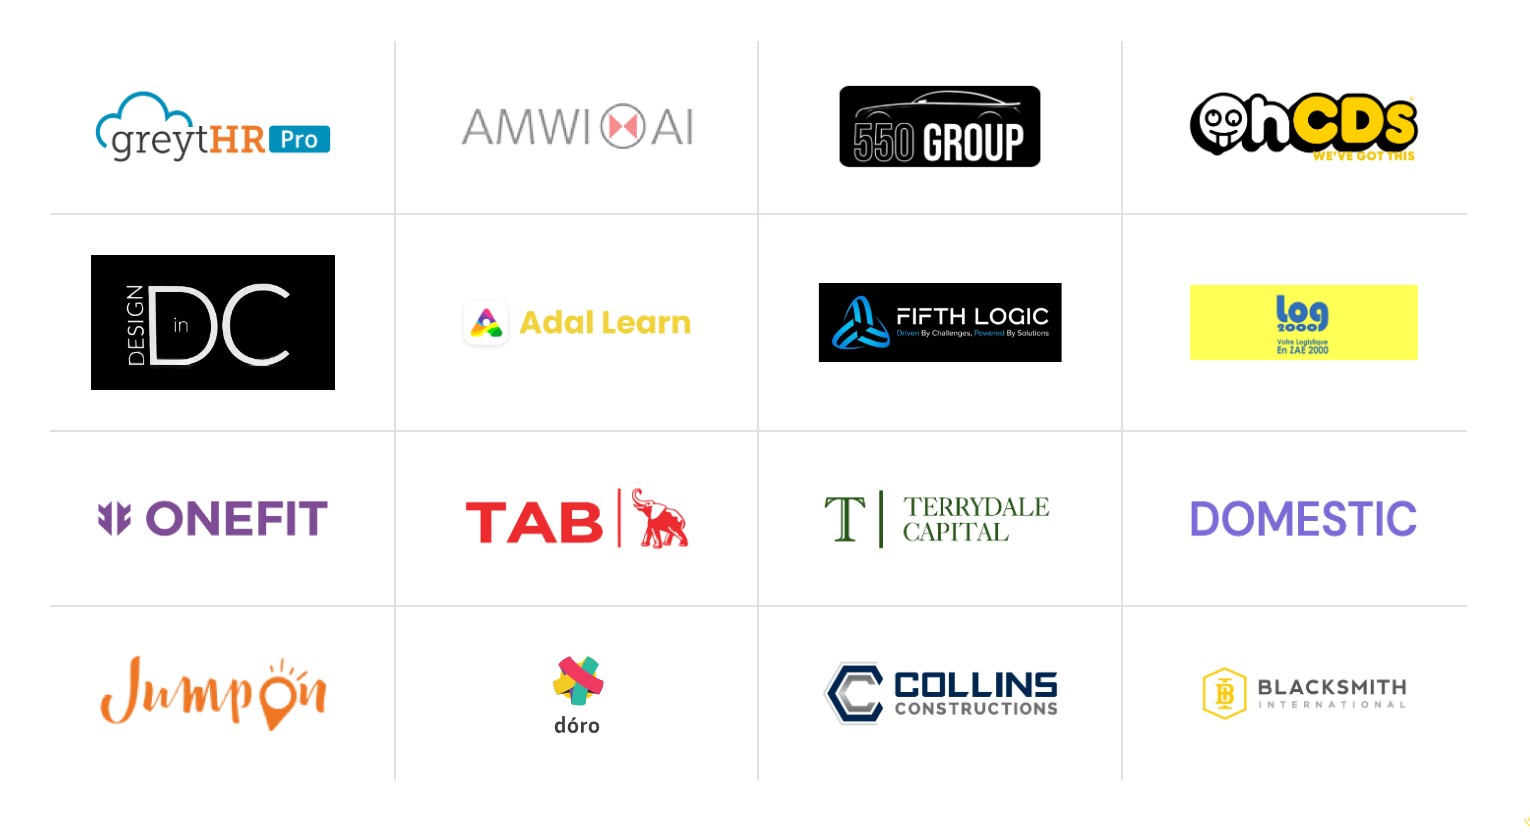 greytHR Pro
AMWI AI
550 GROUP
OhCDs
WE'VE GOT THIS
DESIGN in DC
Adal Learn
FIFTH LOGIC
Driven By Challenges, Powered By Solutions
Log
2000
Votre Logistique
En ZAE 2000
ONEFIT
TAB
T TERRYDALE
CAPITAL
DOMESTIC
Jump On
dóro
COLLINS
CONSTRUCTIONS
BLACKSMITH
INTERNATIONAL